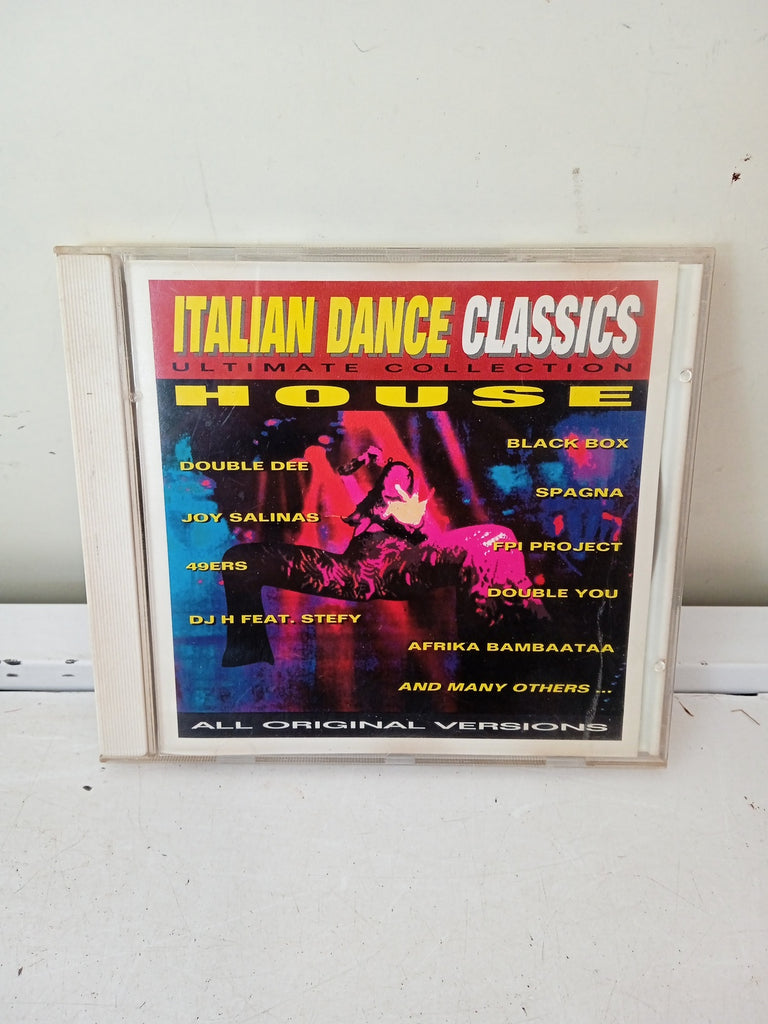 ITALIAN DANCE CLASSICS
ULTIMATE COLLECTION
HOUSE
BLACK BOX
DOUBLE DEE
SPAGNA
JOY SALINAS
FPI PROJECT
49ERS
DOUBLE YOU
DJ H FEAT. STEFY
AFRIKA BAMBAATAA
AND MANY OTHERS ...
ALL ORIGINAL VERSIONS